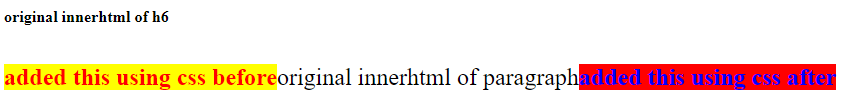 original innerhtml of h6
added this using css beforeoriginal innerhtml of paragraphadded this using css after